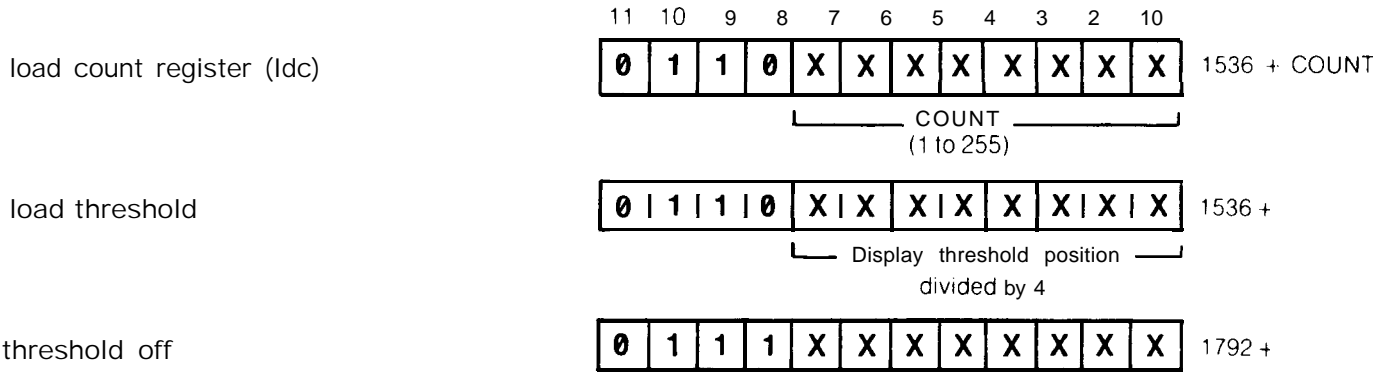 11 10 9 8 7 6 5 4 3 2 10
load count register (ldc) 0 1 1 0 X X X X X X X X 1536 + COUNT
COUNT
(1 to 255)
load threshold 0 1 1 0 X X X X X X X X 1536 +
Display threshold position
divided by 4
threshold off 0 1 1 1 X X X X X X X X 1792 +